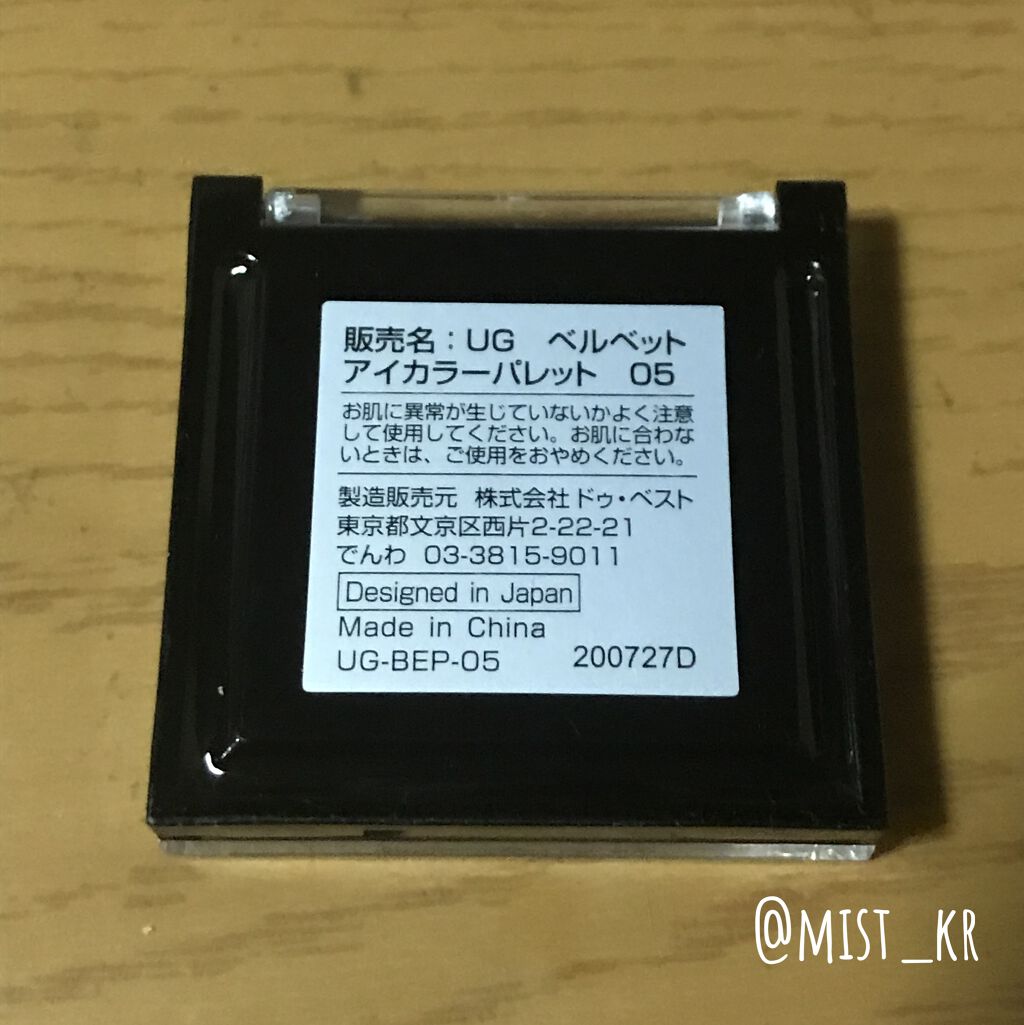 販売名：UG　ベルベット
アイカラーパレット　05
お肌に異常が生じていないかよく注意
して使用してください。お肌に合わな
いときは、ご使用をおやめください。
製造販売元 株式会社ドゥ・ベスト
東京都文京区西片2-22-21
でんわ 03-3815-9011
Designed in Japan
Made in China
UG-BEP-05 200727D
@MIST_KR